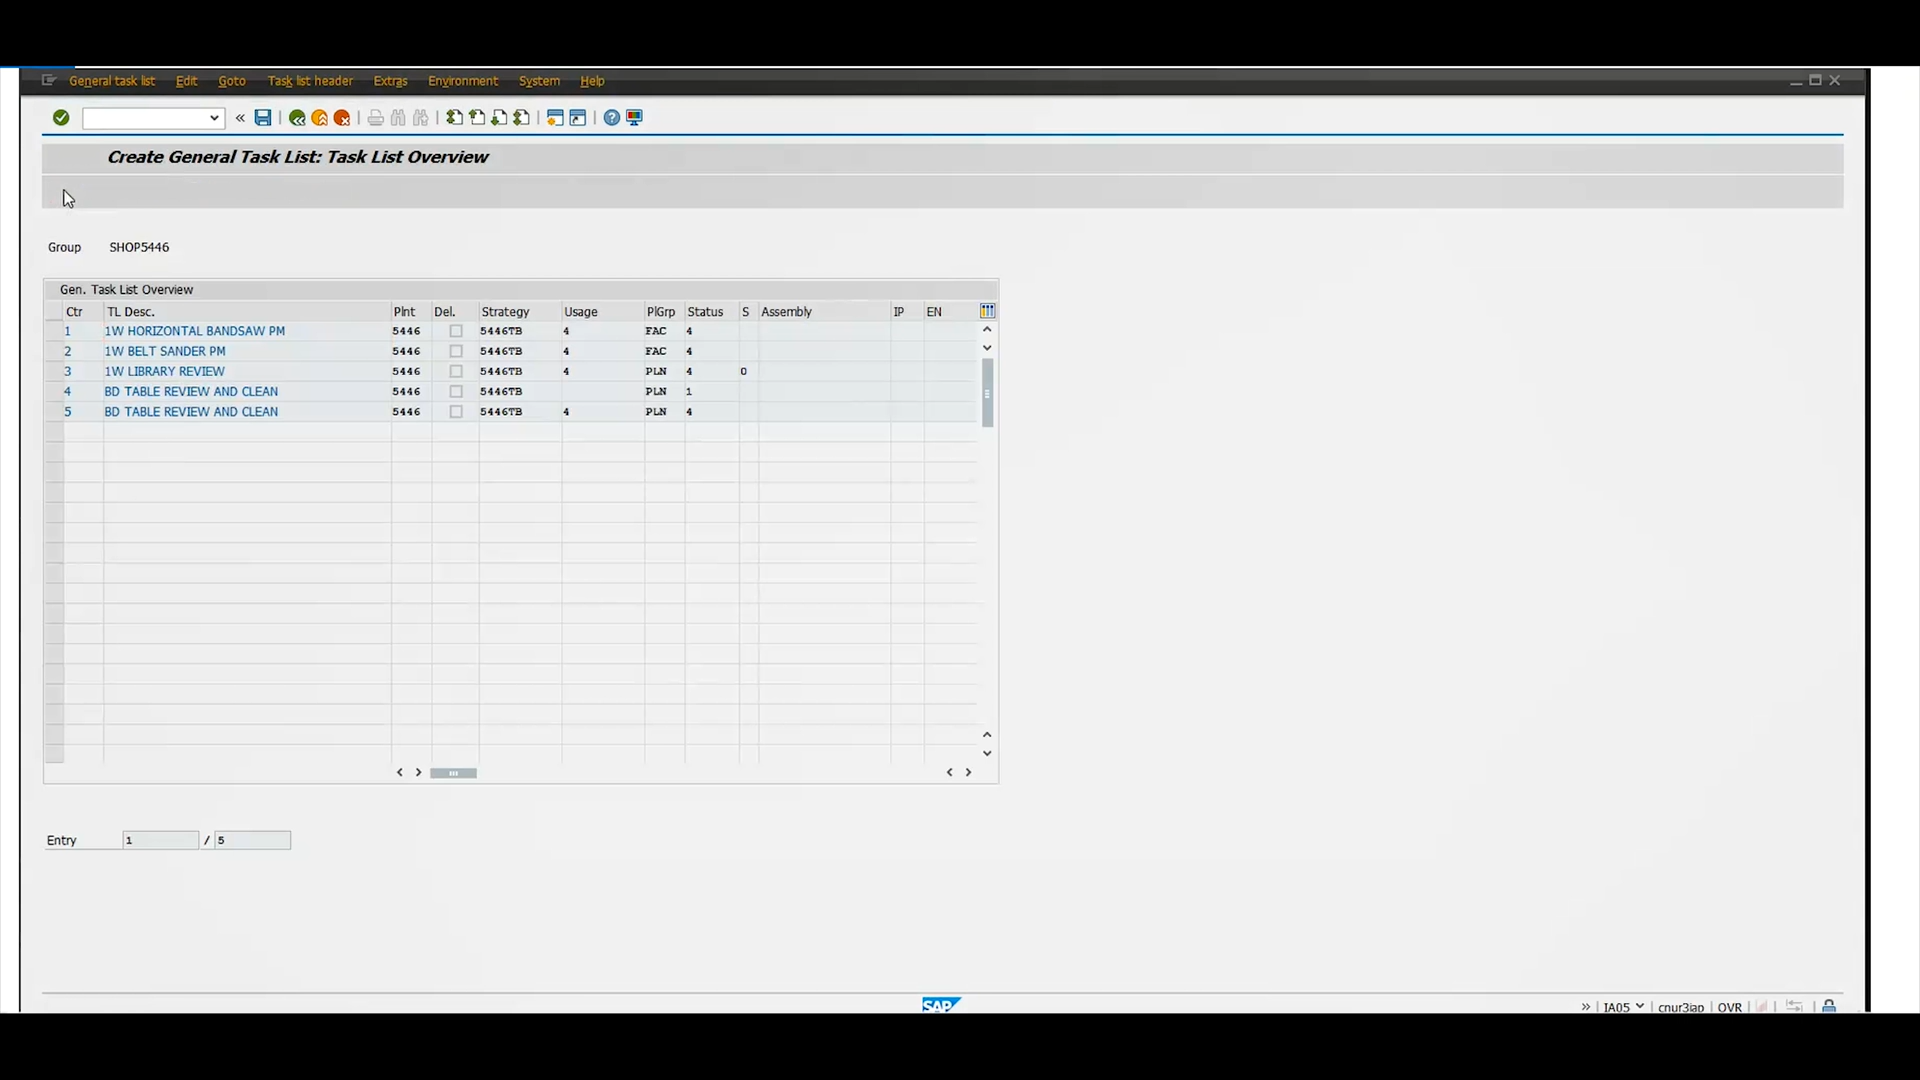 General task list Edit Goto Task list header Extras Environment System Help
Create General Task List: Task List Overview
Group SHOP5446
Gen. Task List Overview
Ctr TL Desc. Plnt Del. Strategy Usage PlGrp Status S Assembly IP EN
1 1W HORIZONTAL BANDSAW PM 5446 5446TB 4 FAC 4
2 1W BELT SANDER PM 5446 5446TB 4 FAC 4
3 1W LIBRARY REVIEW 5446 5446TB 4 PLN 4 0
4 BD TABLE REVIEW AND CLEAN 5446 5446TB PLN 1
5 BD TABLE REVIEW AND CLEAN 5446 5446TB 4 PLN 4
Entry 1 / 5
SAP
IA05 cnur3iap OVR